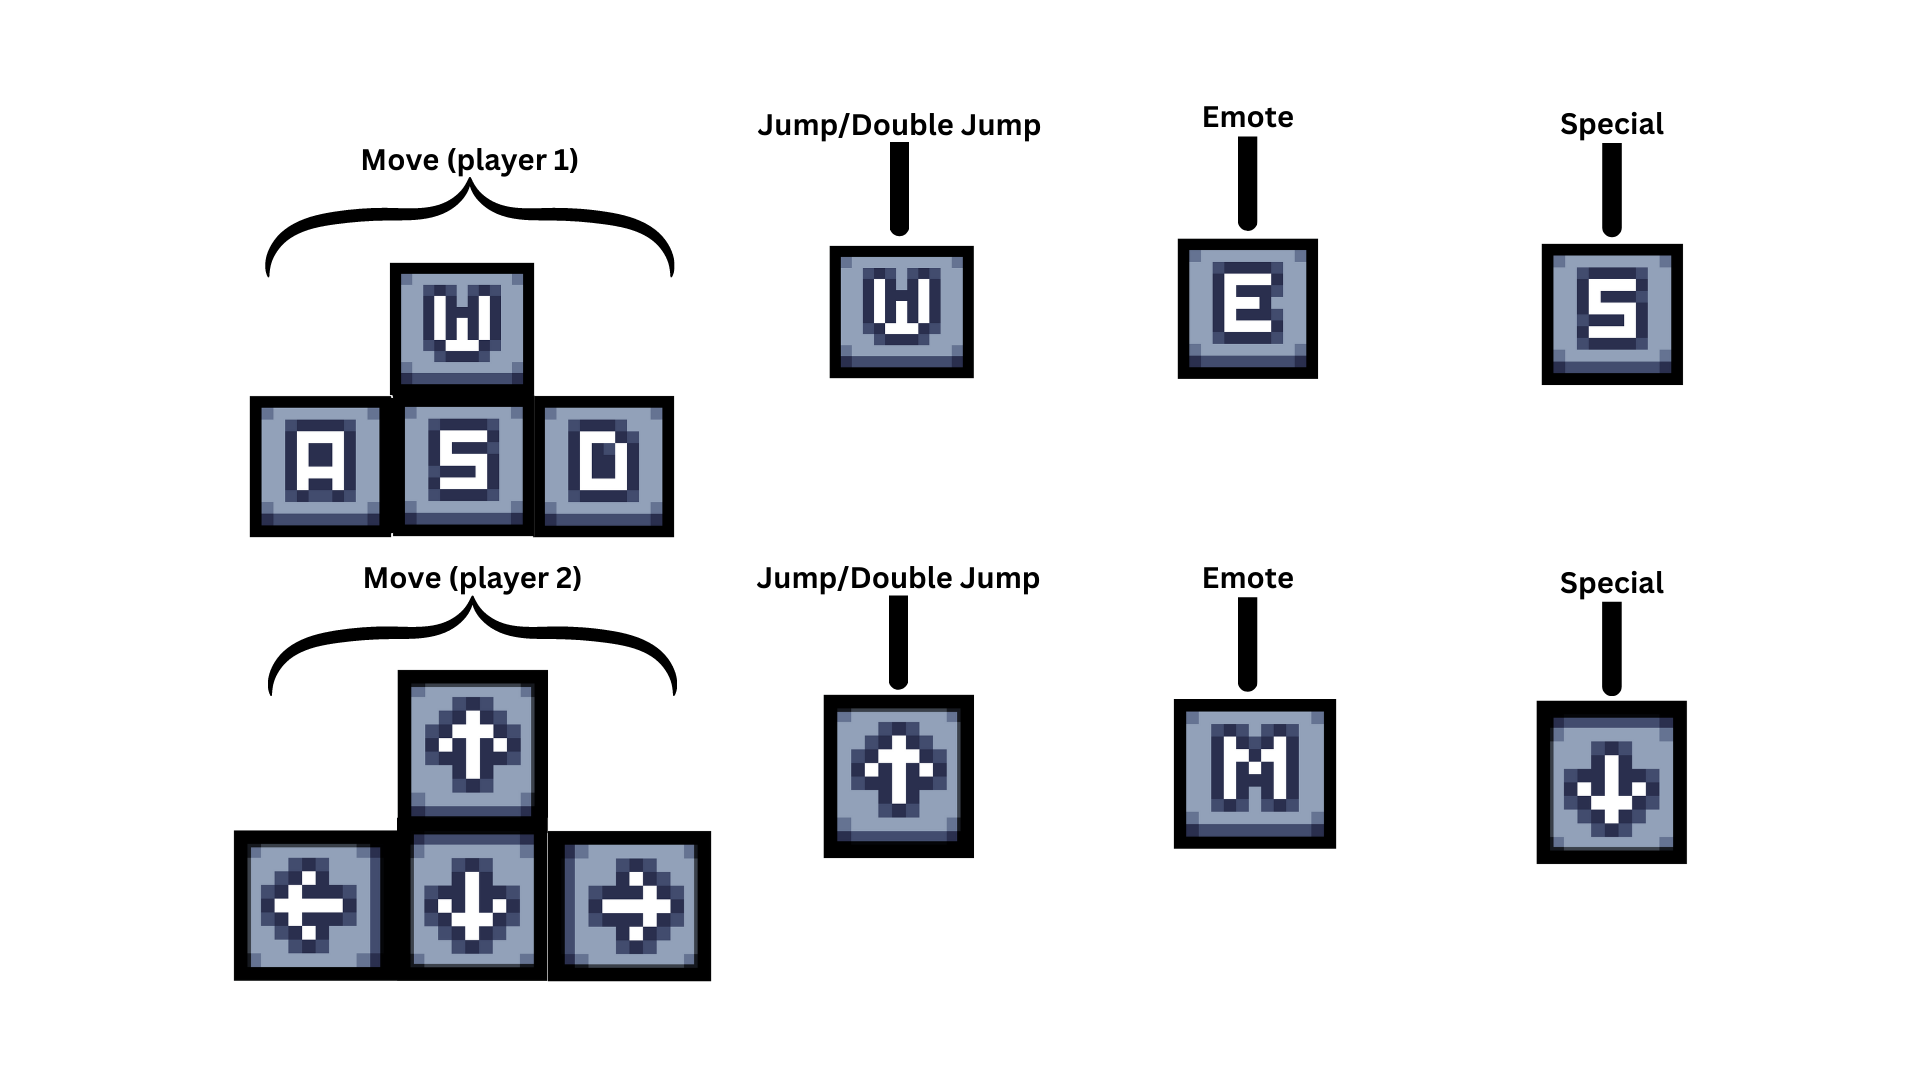 Move (player 1)
Jump/Double Jump
Emote
Special
W
A S D
W
E
S
Move (player 2)
Jump/Double Jump
Emote
Special
↑
← ↓ →
↑
M
↓